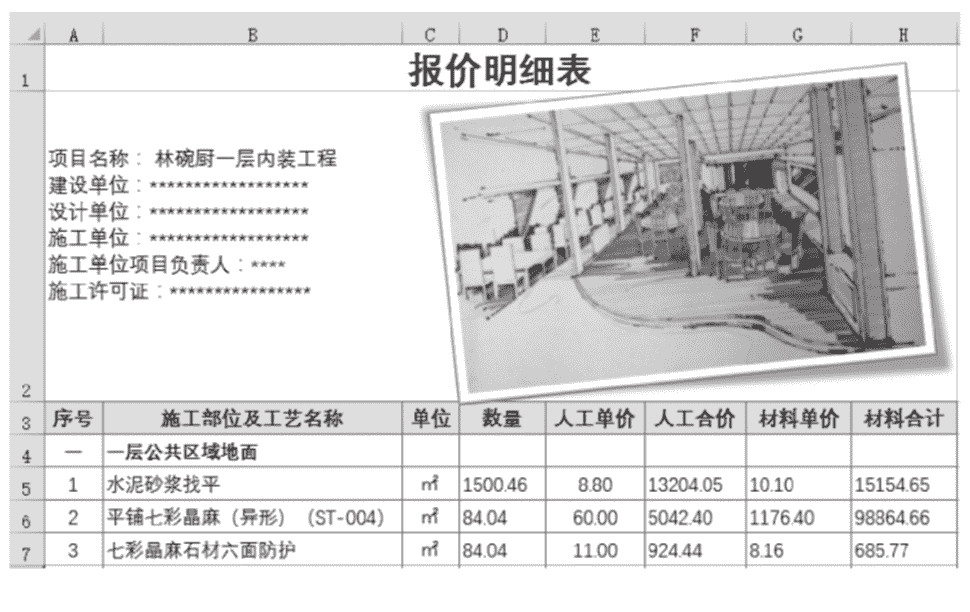 A B C D E F G H
1 报价明细表
项目名称： 林碗厨一层内装工程
建设单位：******************
设计单位：******************
施工单位：******************
施工单位项目负责人：****
施工许可证：****************
2
3 序号 施工部位及工艺名称 单位 数量 人工单价 人工合价 材料单价 材料合计
4 一 一层公共区域地面
5 1 水泥砂浆找平 ㎡ 1500.46 8.80 13204.05 10.10 15154.65
6 2 平铺七彩晶麻（异形）（ST-004） ㎡ 84.04 60.00 5042.40 1176.40 98864.66
7 3 七彩晶麻石材六面防护 ㎡ 84.04 11.00 924.44 8.16 685.77